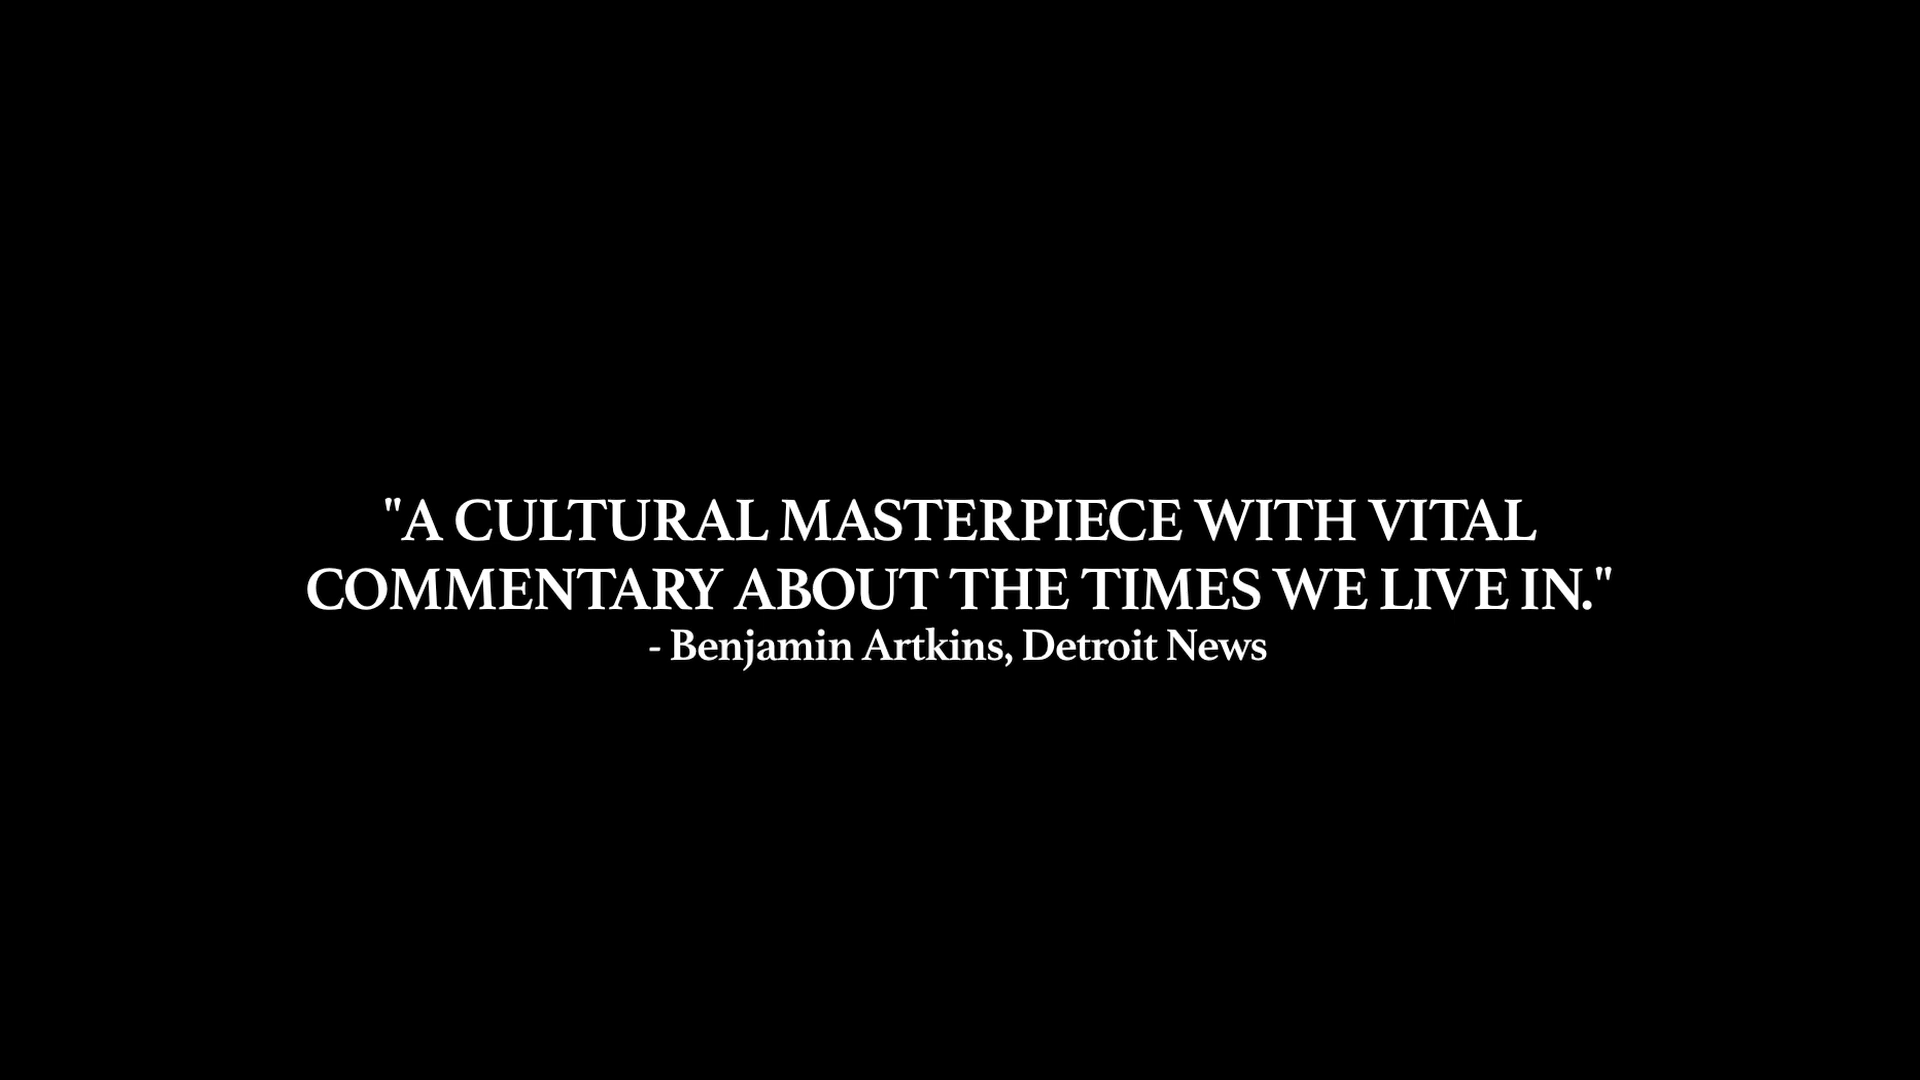 "A CULTURAL MASTERPIECE WITH VITAL
COMMENTARY ABOUT THE TIMES WE LIVE IN."
- Benjamin Artkins, Detroit News